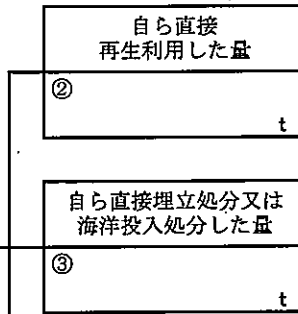 自ら直接
再生利用した量
②
t
自ら直接埋立処分又は
海洋投入処分した量
③
t